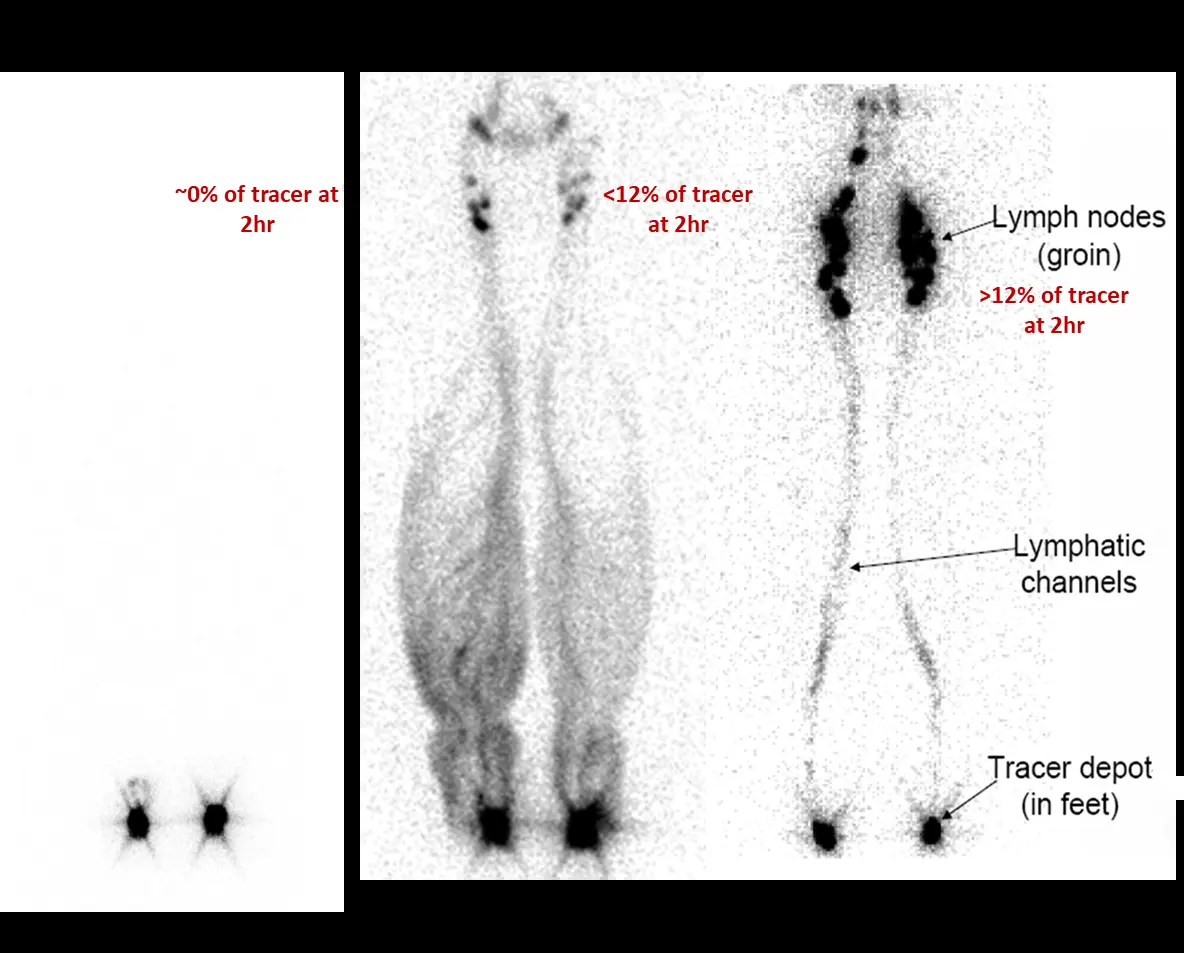 ~0% of tracer at
2hr
<12% of tracer
at 2hr
Lymph nodes
(groin)
>12% of tracer
at 2hr
Lymphatic
channels
Tracer depot
(in feet)